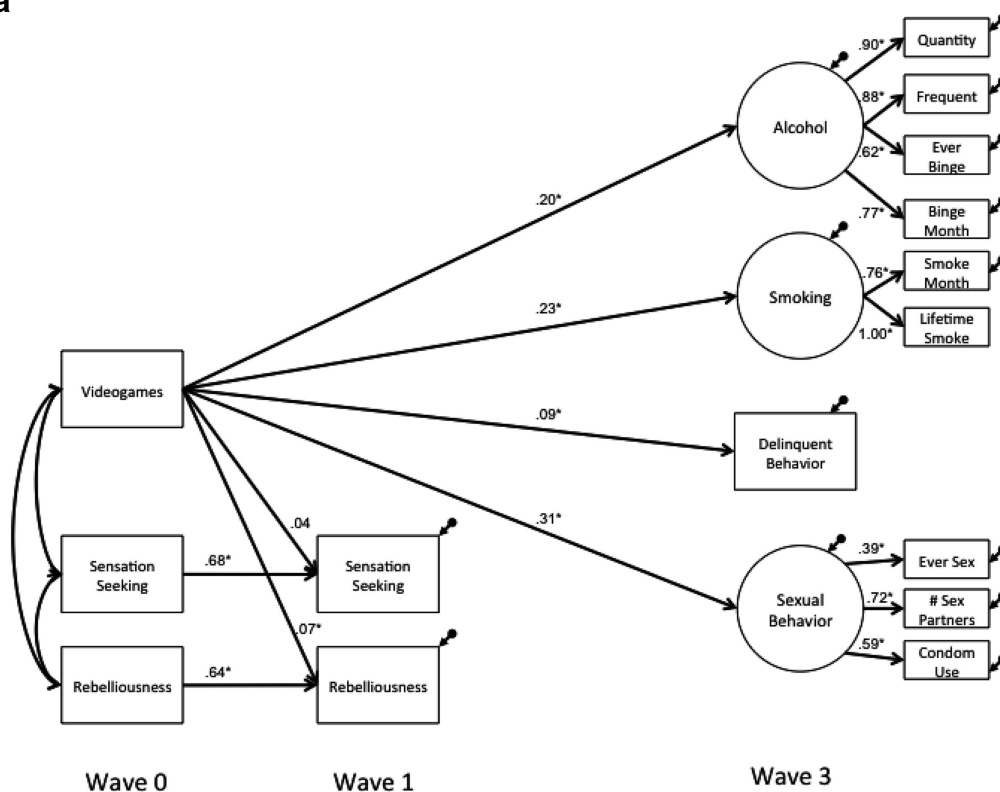 a
.90*
Quantity
.88*
Frequent
Alcohol
.62*
Ever
Binge
.20*
.77*
Binge
Month
.76*
Smoke
Month
Smoking
.23*
1.00*
Lifetime
Smoke
Videogames
.09*
Delinquent
Behavior
.31*
.04
.39*
Ever Sex
Sensation
Seeking
.68*
Sensation
Seeking
Sexual
Behavior
.72*
# Sex
Partners
.07*
.59*
Condom
Use
Rebelliousness
.64*
Rebelliousness
Wave 0
Wave 1
Wave 3